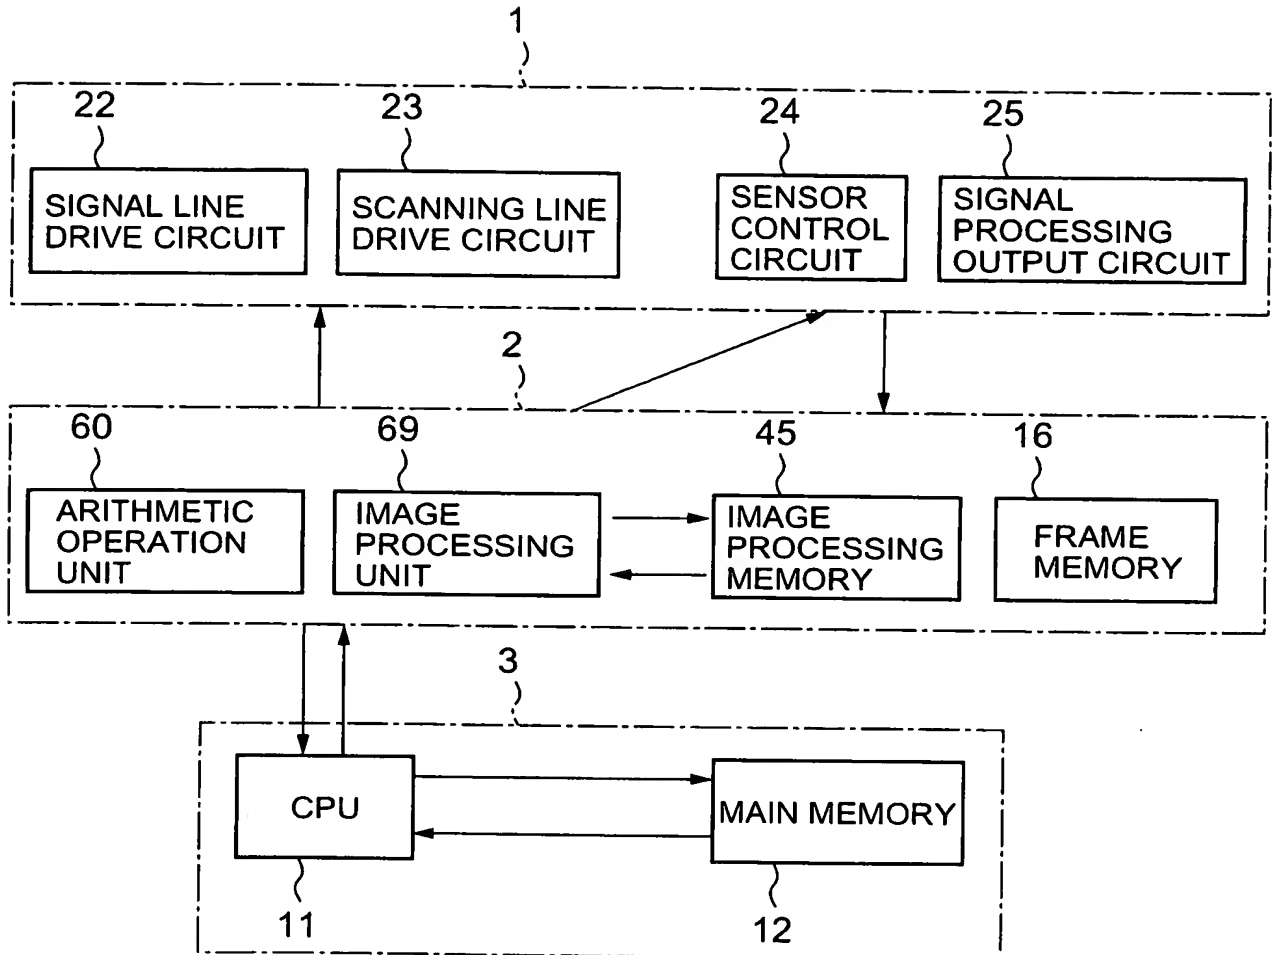 1
22
23
24
25
SIGNAL LINE
DRIVE CIRCUIT
SCANNING LINE
DRIVE CIRCUIT
SENSOR
CONTROL
CIRCUIT
SIGNAL
PROCESSING
OUTPUT CIRCUIT
2
60
69
45
16
ARITHMETIC
OPERATION
UNIT
IMAGE
PROCESSING
UNIT
IMAGE
PROCESSING
MEMORY
FRAME
MEMORY
3
CPU
MAIN MEMORY
11
12